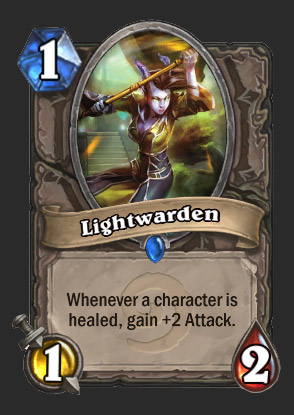 1
Lightwarden
Whenever a character is
healed, gain +2 Attack.
1
2